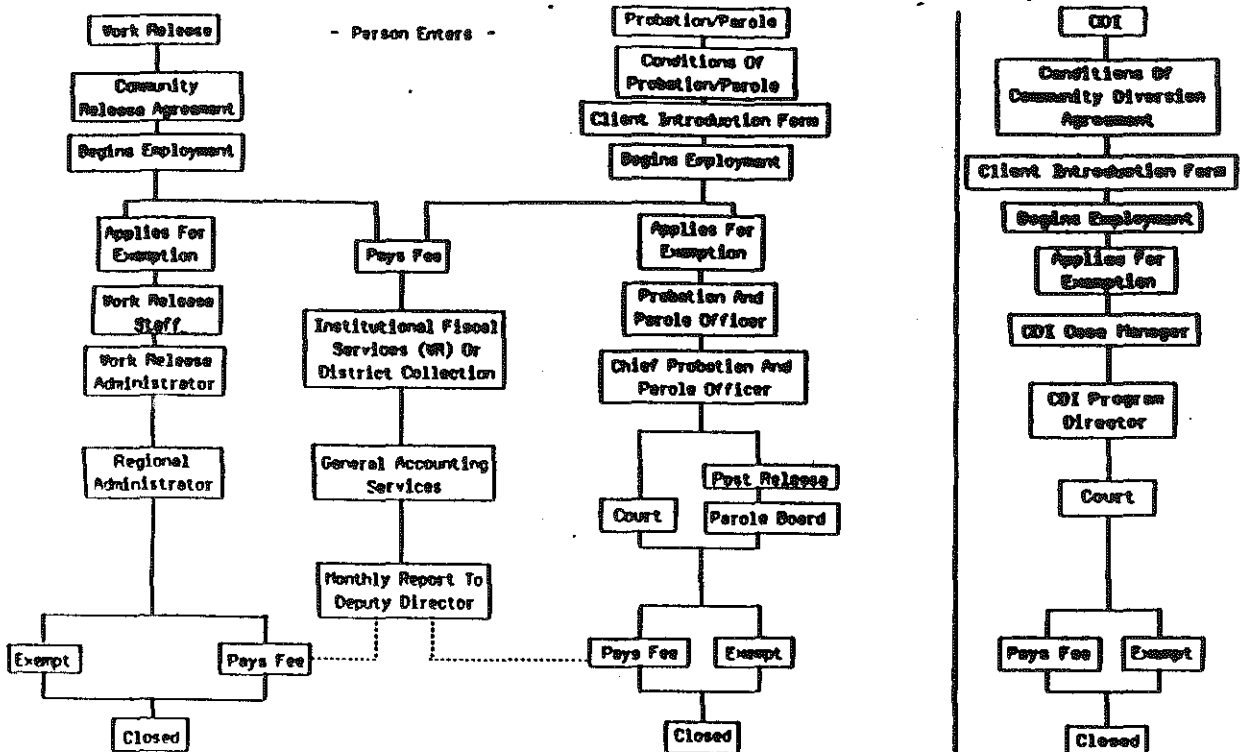 Work Release
- Person Enters -
Community
Release Agreement
Begins Employment
Applies For
Exemption
Work Release
Staff
Work Release
Administrator
Regional
Administrator
Exempt
Pays Fee
Closed
Pays Fee
Institutional Fiscal
Services (WR) Or
District Collection
General Accounting
Services
Monthly Report To
Deputy Director
Probation/Parole
Conditions Of
Probation/Parole
Client Introduction Form
Begins Employment
Applies For
Exemption
Probation And
Parole Officer
Chief Probation And
Parole Officer
Court
Post Release
Parole Board
Pays Fee
Exempt
Closed
CDI
Conditions Of
Community Diversion
Agreement
Client Introduction Form
Begins Employment
Applies For
Exemption
CDI Case Manager
CDI Program
Director
Court
Pays Fee
Exempt
Closed